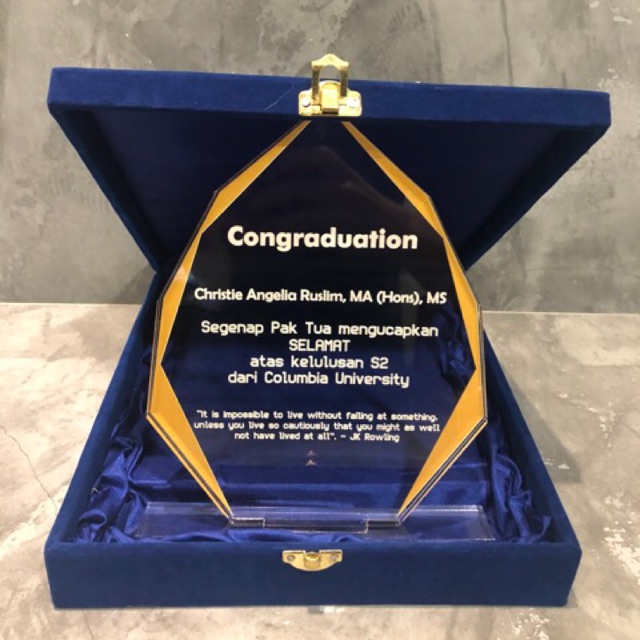 Congraduation
Christie Angelia Ruslim, MA (Hons), MS
Segenap Pak Tua mengucapkan
SELAMAT
atas kelulusan S2
dari Columbia University
"It is impossible to live without failing at something,
unless you live so cautiously that you might as well
not have lived at all". - JK Rowling